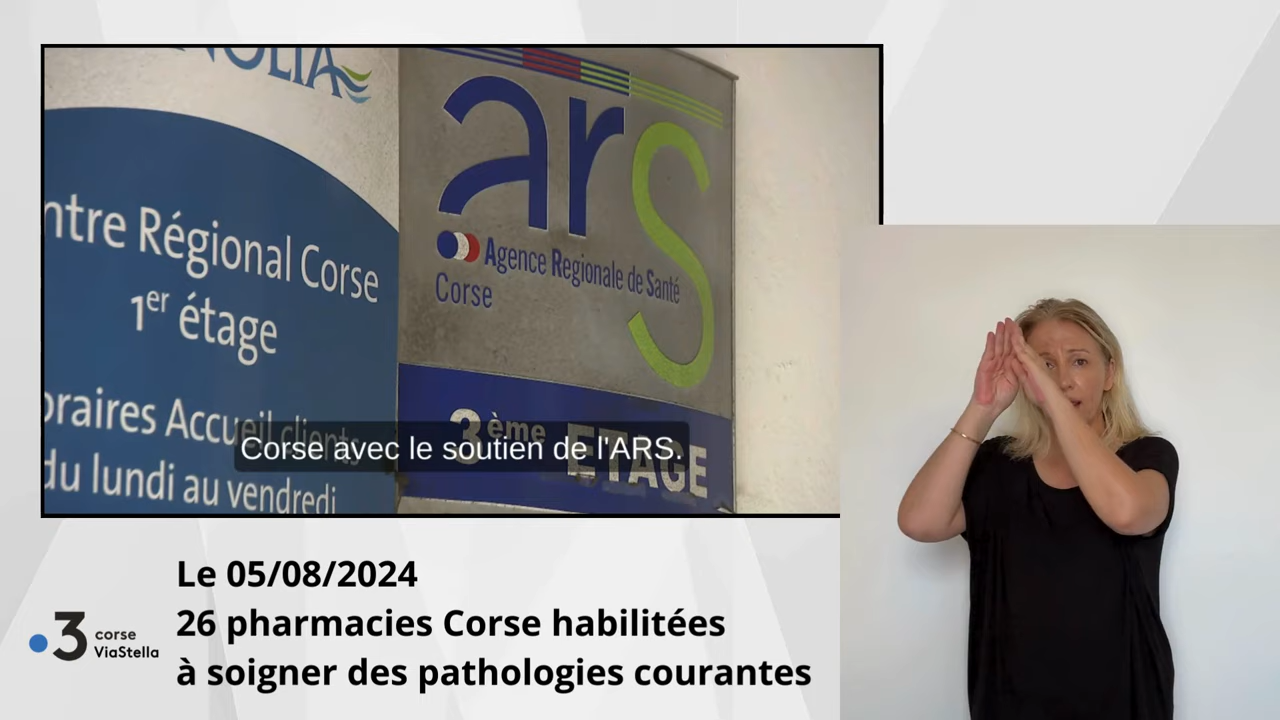 ars
Agence Regionale de Santé
Corse
3ème ETAGE
ntre Régional Corse
1er étage
oraires Accueil clients
du lundi au vendredi
Corse avec le soutien de l'ARS.
Le 05/08/2024
26 pharmacies Corse habilitées
à soigner des pathologies courantes
3 corse
ViaStella